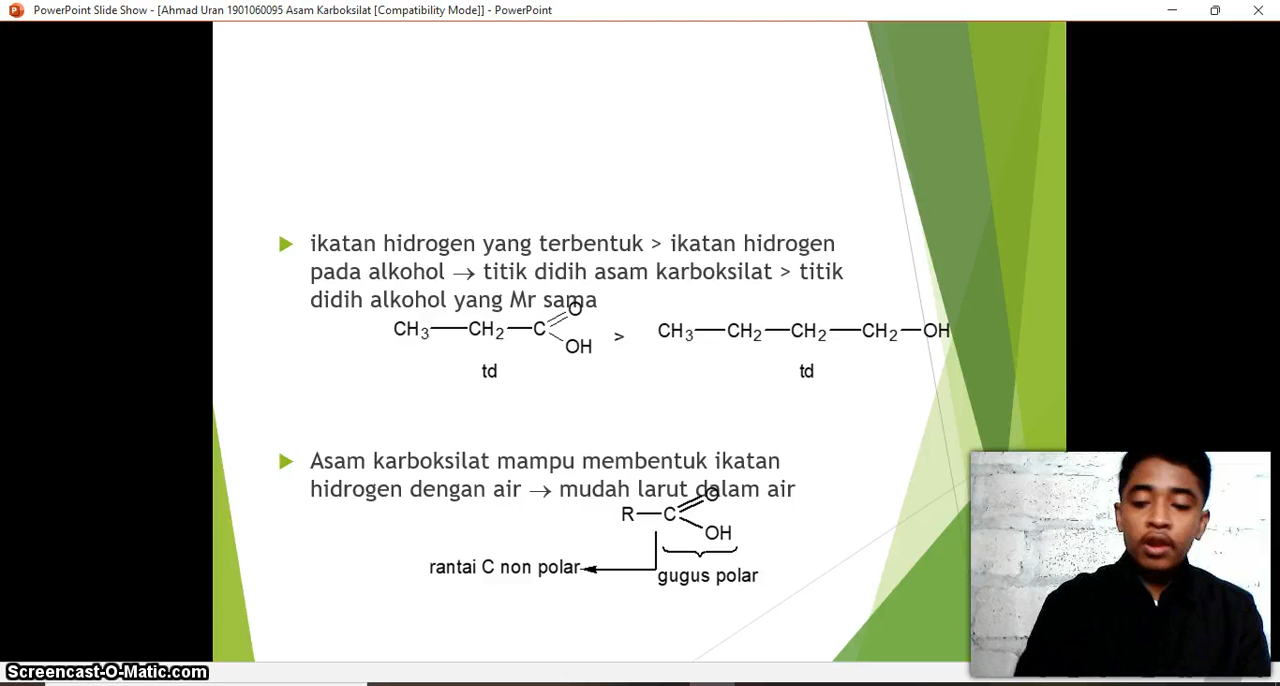 PowerPoint Slide Show - [Ahmad Uran 1901060095 Asam Karboksilat [Compatibility Mode]] - PowerPoint
ikatan hidrogen yang terbentuk > ikatan hidrogen
pada alkohol → titik didih asam karboksilat > titik
didih alkohol yang Mr sama
O
CH3—CH2—C > CH3—CH2—CH2—CH2—OH
OH
td td
Asam karboksilat mampu membentuk ikatan
hidrogen dengan air → mudah larut dalam air
O
R—C
OH
rantai C non polar
gugus polar
Screencast-O-Matic.com